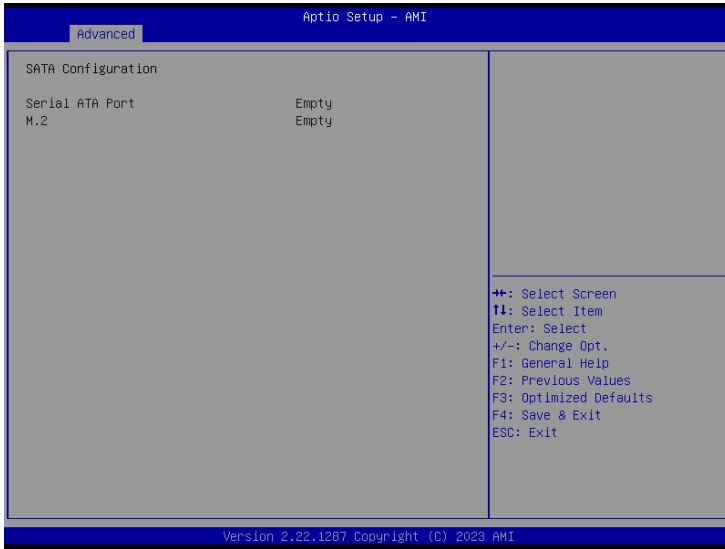 Aptio Setup – AMI
Advanced
SATA Configuration
Serial ATA Port Empty
M.2 Empty
→←: Select Screen
↑↓: Select Item
Enter: Select
+/-: Change Opt.
F1: General Help
F2: Previous Values
F3: Optimized Defaults
F4: Save & Exit
ESC: Exit
Version 2.22.1287 Copyright (C) 2023 AMI